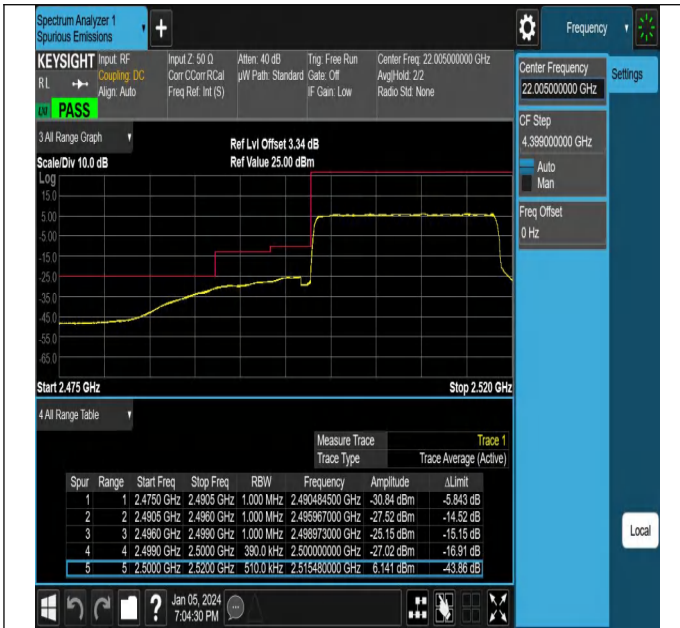 Spectrum Analyzer 1
Spurious Emissions
Frequency
KEYSIGHT
Input: RF
Coupling: DC
Align: Auto
Input Z: 50 Ω
Corr CCorr RCal
Freq Ref: Int (S)
Atten: 40 dB
µW Path: Standard
Trig: Free Run
Gate: Off
IF Gain: Low
Center Freq: 22.005000000 GHz
Avg|Hold: 2/2
Radio Std: None
RL
PASS
Center Frequency
22.005000000 GHz
Settings
CF Step
4.399000000 GHz
Auto
Man
Freq Offset
0 Hz
Local
3 All Range Graph
Ref Lvl Offset 3.34 dB
Scale/Div 10.0 dB
Ref Value 25.00 dBm
Log
15.0
5.00
-5.00
-15.0
-25.0
-35.0
-45.0
-55.0
-65.0
Start 2.475 GHz
Stop 2.520 GHz
4 All Range Table
Measure Trace Trace 1
Trace Type Trace Average (Active)
Spur Range Start Freq Stop Freq RBW Frequency Amplitude ΔLimit
1 1 2.4750 GHz 2.4905 GHz 1.000 MHz 2.490484500 GHz -30.84 dBm -5.843 dB
2 2 2.4905 GHz 2.4960 GHz 1.000 MHz 2.495967000 GHz -27.52 dBm -14.52 dB
3 3 2.4960 GHz 2.4990 GHz 1.000 MHz 2.498973000 GHz -25.15 dBm -15.15 dB
4 4 2.4990 GHz 2.5000 GHz 390.0 kHz 2.500000000 GHz -27.02 dBm -16.91 dB
5 5 2.5000 GHz 2.5200 GHz 510.0 kHz 2.515480000 GHz 6.141 dBm -43.86 dB
Jan 05, 2024
7:04:30 PM